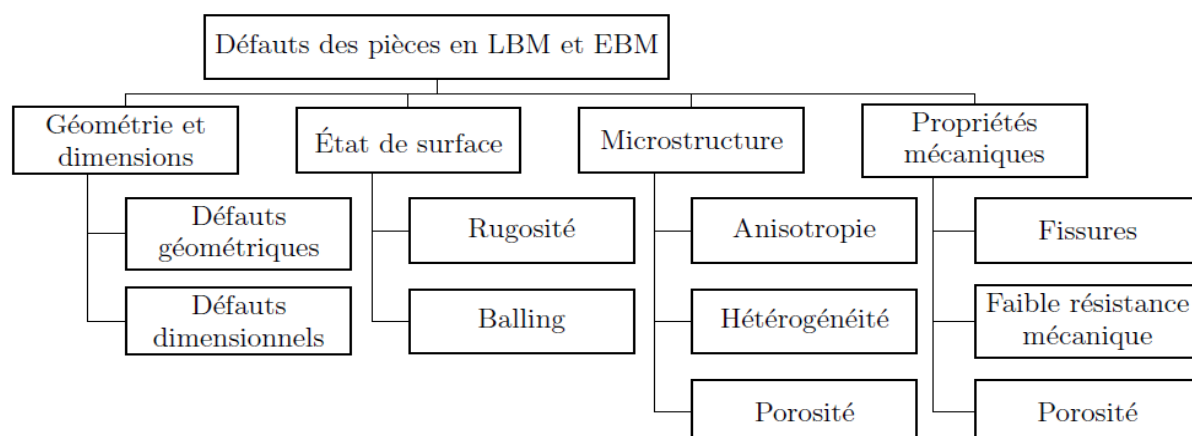 Défauts des pièces en LBM et EBM
Géométrie et
dimensions
État de surface
Microstructure
Propriétés
mécaniques
Défauts
géométriques
Rugosité
Anisotropie
Fissures
Défauts
dimensionnels
Balling
Hétérogénéité
Faible résistance
mécanique
Porosité
Porosité